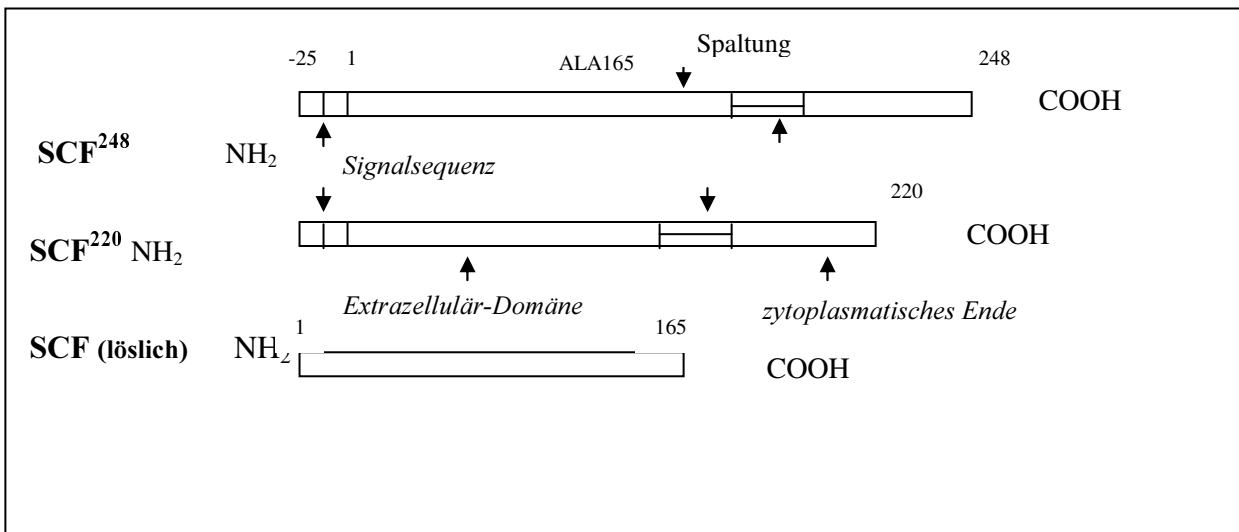 Spaltung
-25 1 ALA165 248
COOH
SCF²⁴⁸ NH₂
Signalsequenz
220
SCF²²⁰ NH₂ COOH
Extrazellulär-Domäne zytoplasmatisches Ende
1 165
SCF (löslich) NH₂ COOH